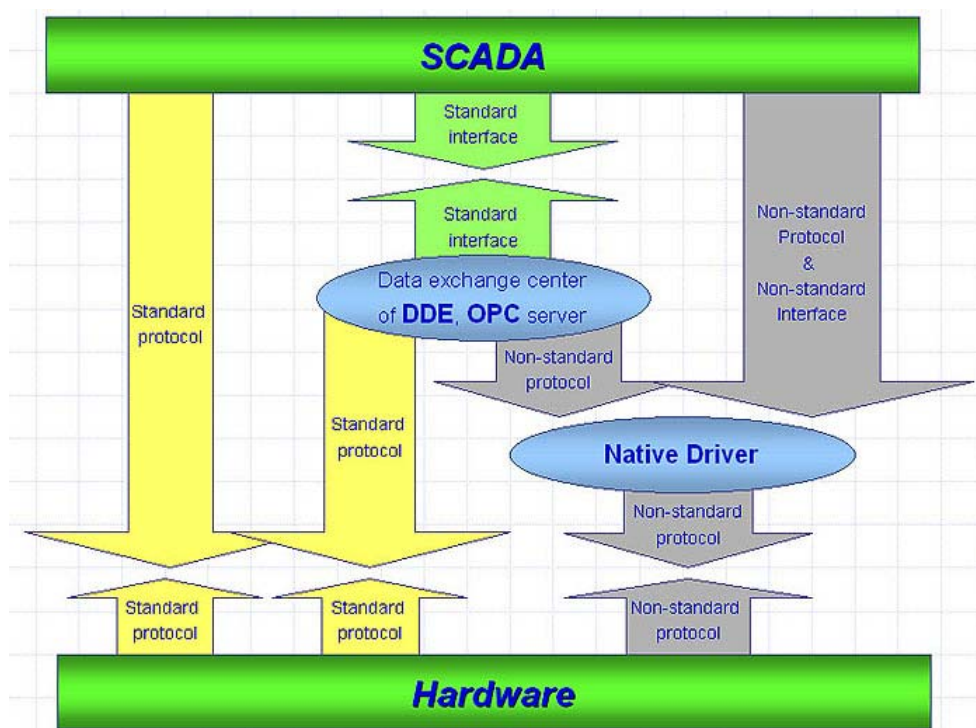 SCADA
Standard
interface
Standard
interface
Non-standard
Protocol
&
Non-standard
Interface
Data exchange center
of DDE, OPC server
Standard
protocol
Non-standard
protocol
Standard
protocol
Native Driver
Non-standard
protocol
Standard
protocol
Standard
protocol
Non-standard
protocol
Hardware